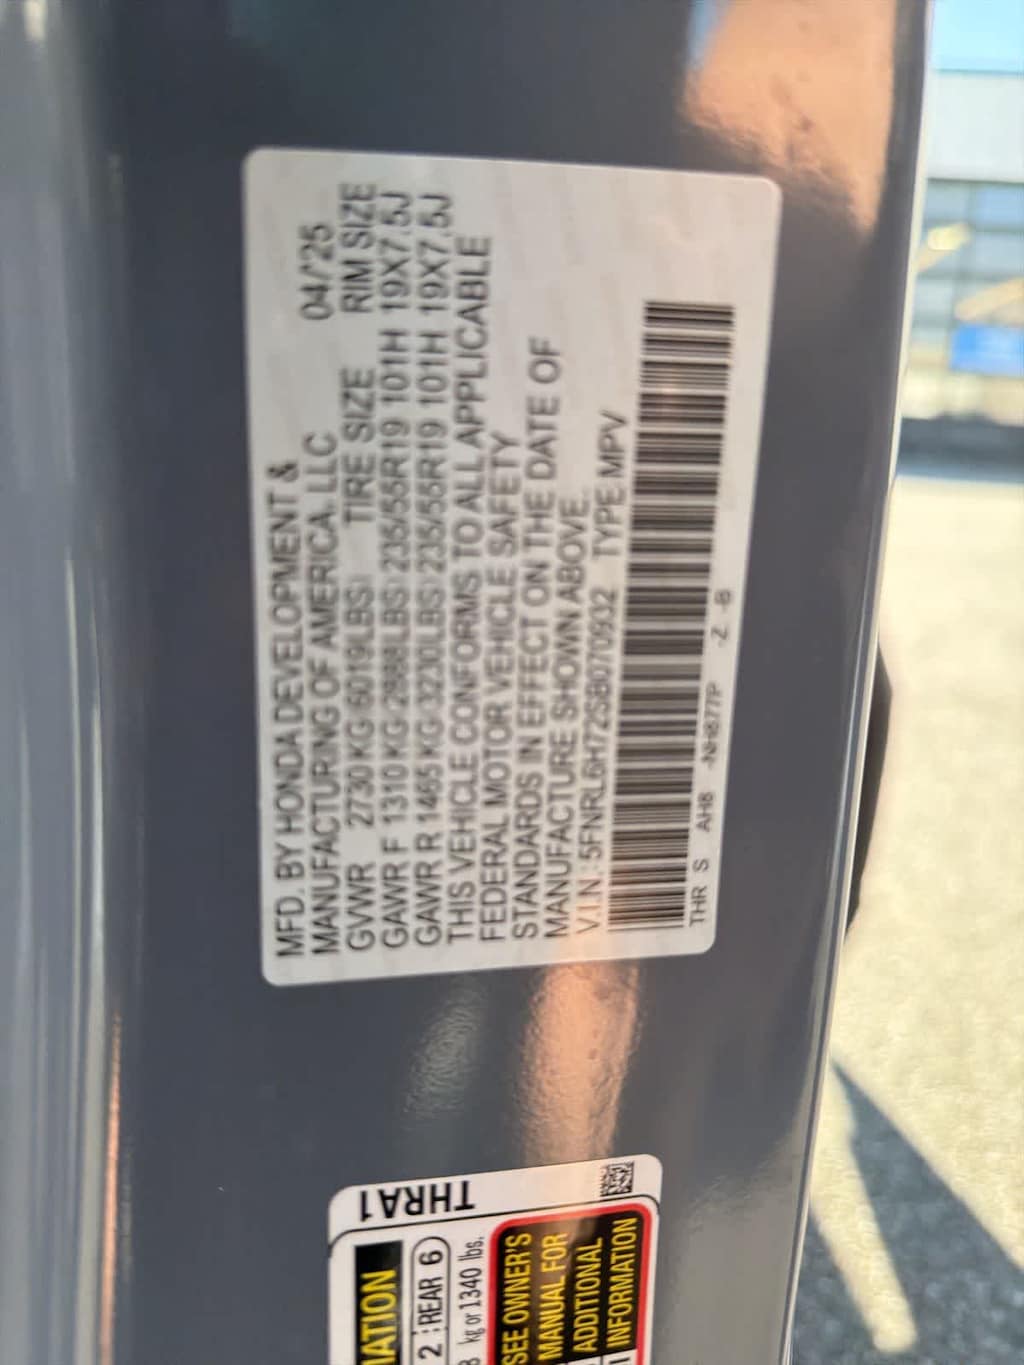 MFD. BY HONDA DEVELOPMENT &
MANUFACTURING OF AMERICA, LLC 04/'25
GVWR 2730 KG(6019LBS) TIRE SIZE RIM SIZE
GAWR F 1310 KG(2888LBS) 235/55R19 101H 19X7.5J
GAWR R 1465 KG(3230LBS) 235/55R19 101H 19X7.5J
THIS VEHICLE CONFORMS TO ALL APPLICABLE
FEDERAL MOTOR VEHICLE SAFETY
STANDARDS IN EFFECT ON THE DATE OF
MANUFACTURE SHOWN ABOVE.
V.I.N.:5FNRL6H72SB070932 TYPE:MPV
THR S AH8 -NH877P -Z -B
THRA1
MATION
2 REAR 6
kg or 1340 lbs.
SEE OWNER'S
MANUAL FOR
ADDITIONAL
INFORMATION